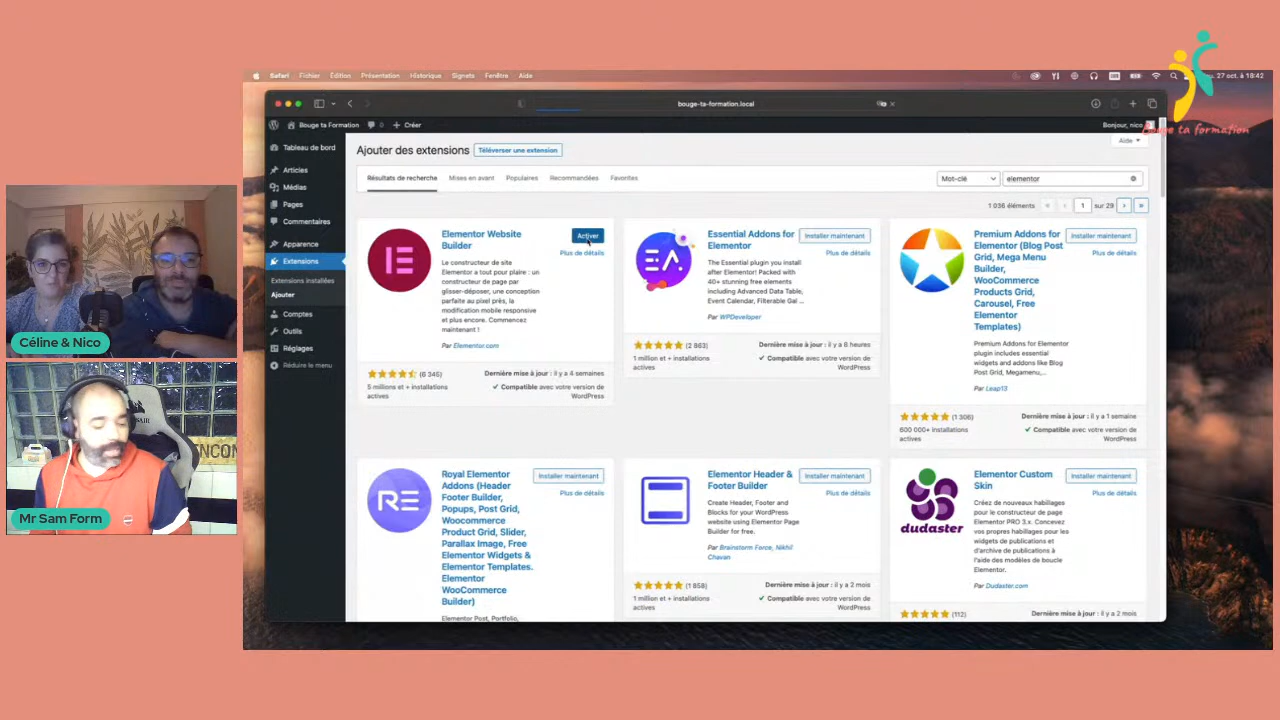 Bouge ta formation
Safari Fichier Édition Présentation Historique Signets Fenêtre Aide
27 oct. à 18:42
bouge-ta-formation.local
Bouge ta Formation 0 Créer
Bonjour, nico
Tableau de bord
Articles
Médias
Pages
Commentaires
Apparence
Extensions
Extensions installées
Ajouter
Comptes
Outils
Réglages
Réduire le menu
Ajouter des extensions Téléverser une extension
Aide
Résultats de recherche Mises en avant Populaires Recommandées Favorites
Mot-clé elementor
1 036 éléments « ‹ 1 sur 29 › »
Elementor Website
Builder
Activer
Plus de détails
Le constructeur de site
Elementor a tout pour plaire : un
constructeur de page par
glisser-déposer, une conception
parfaite au pixel près, la
modification mobile responsive
et plus encore. Commencez
maintenant !
Par Elementor.com
(6 345)
5 millions et + installations
actives
Dernière mise à jour : il y a 4 semaines
✓ Compatible avec votre version de
WordPress
EA
Essential Addons for
Elementor
Installer maintenant
Plus de détails
The Essential plugin you install
after Elementor! Packed with
40+ stunning free elements
including Advanced Data Table,
Event Calendar, Filterable Gal ...
Par WPDeveloper
(2 863)
1 million et + installations
actives
Dernière mise à jour : il y a 6 heures
✓ Compatible avec votre version de
WordPress
Premium Addons for
Elementor (Blog Post
Grid, Mega Menu
Builder,
WooCommerce
Products Grid,
Carousel, Free
Elementor
Templates)
Installer maintenant
Plus de détails
Premium Addons for Elementor
plugin includes essential
widgets and addons like Blog
Post Grid, Megamenu,...
Par Leap13
(1 306)
600 000+ installations
actives
Dernière mise à jour : il y a 1 semaine
✓ Compatible avec votre version de
WordPress
RE
Royal Elementor
Addons (Header
Footer Builder,
Popups, Post Grid,
Woocommerce
Product Grid, Slider,
Parallax Image, Free
Elementor Widgets &
Elementor Templates.
Elementor
WooCommerce
Builder)
Installer maintenant
Plus de détails
Elementor Post, Portfolio,
Elementor Header &
Footer Builder
Installer maintenant
Plus de détails
Create Header, Footer and
Blocks for your WordPress
website using Elementor Page
Builder for free.
Par Brainstorm Force, Nikhil
Chavan
(1 858)
1 million et + installations
actives
Dernière mise à jour : il y a 2 mois
✓ Compatible avec votre version de
WordPress
dudaster
Elementor Custom
Skin
Installer maintenant
Plus de détails
Créez de nouveaux habillages
pour le constructeur de page
Elementor PRO 3.x. Concevez
vos propres habillages pour les
widgets de publications et
d'archive de publications à
l'aide des modèles de boucle
Elementor.
Par Dudaster.com
(112)
Dernière mise à jour : il y a 2 mois
Céline & Nico
Mr Sam Form